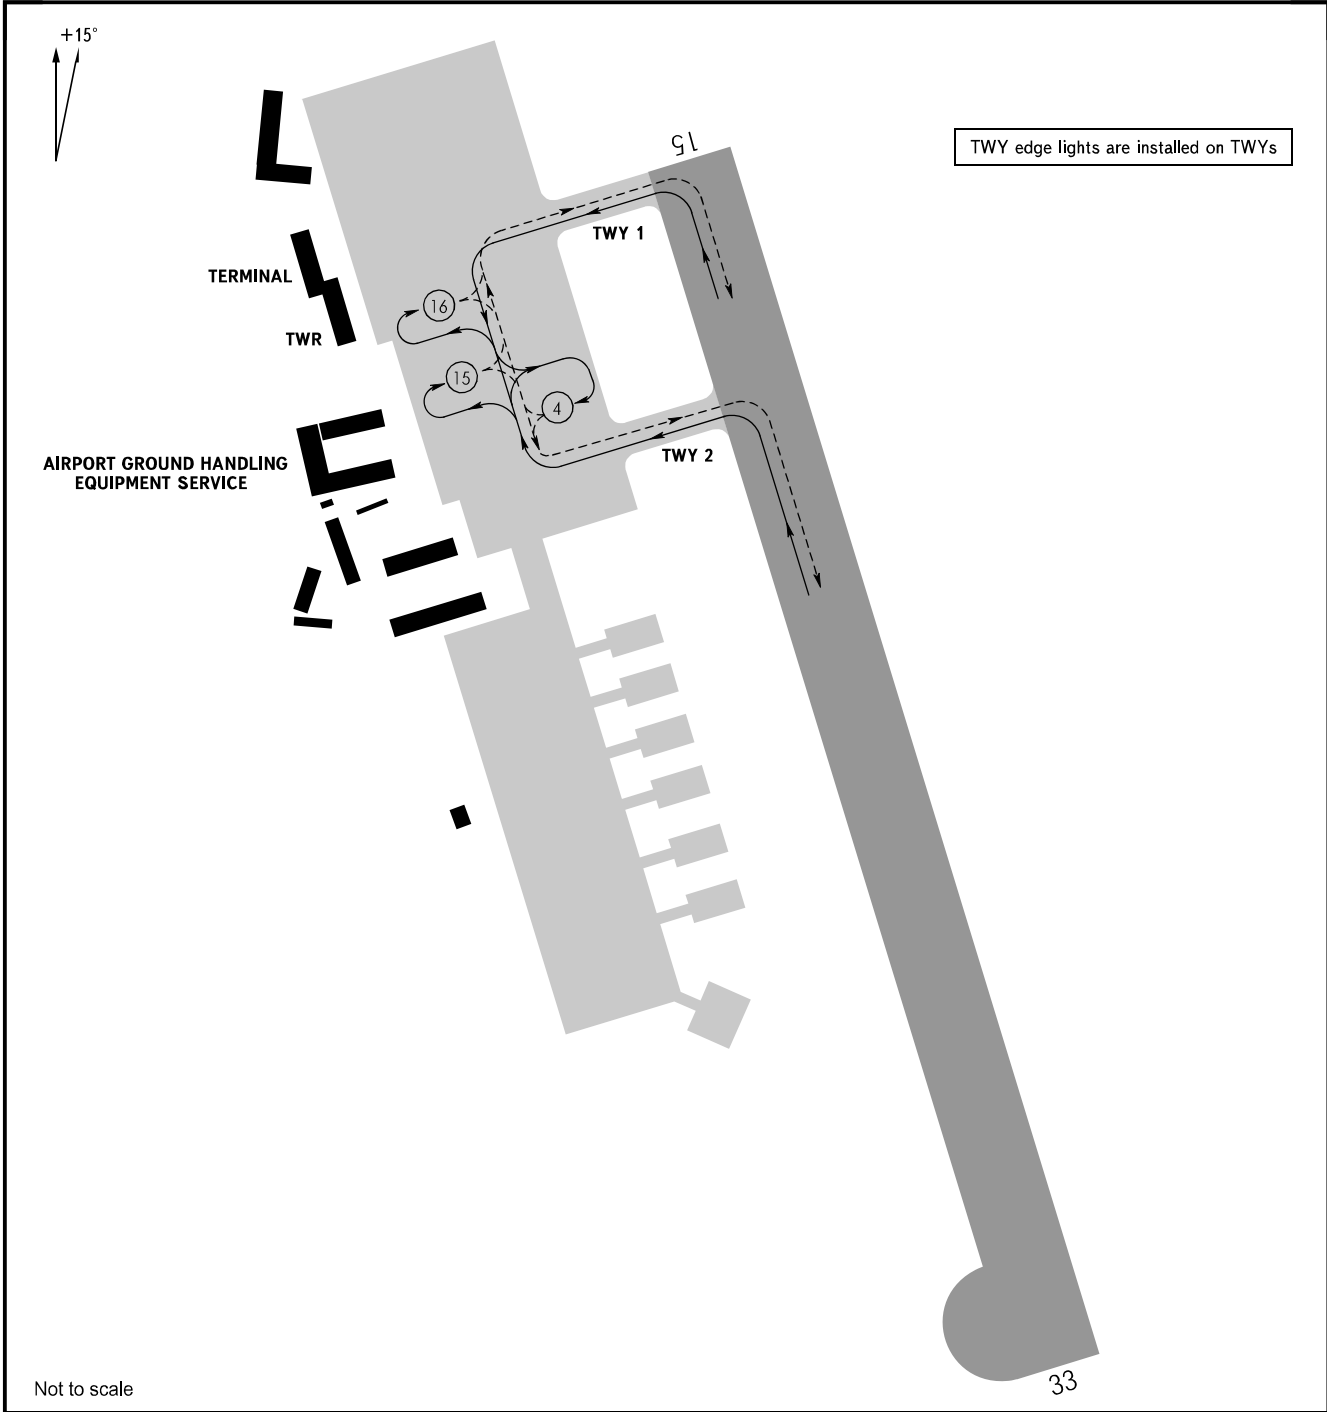 +15°
15
TWY edge lights are installed on TWYs
TWY 1
TERMINAL
16
TWR
15
4
TWY 2
AIRPORT GROUND HANDLING
EQUIPMENT SERVICE
33
Not to scale